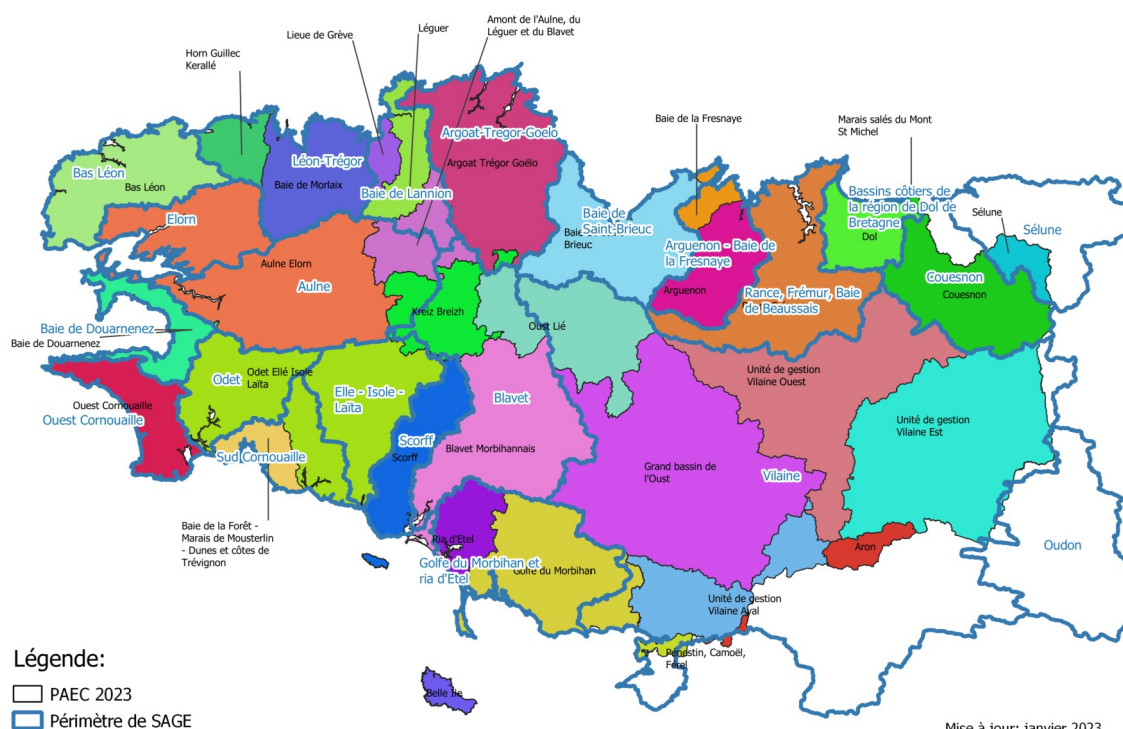 Amont de l'Aulne, du
Léguer et du Blavet
Lieue de Grève
Léguer
Horn Guillec
Kerallé
Baie de la Fresnaye
Marais salés du Mont
St Michel
Argoat-Tregor-Goelo
Argoat Trégor Goëlo
Bas Léon
Bas Léon
Léon-Trégor
Baie de Morlaix
Baie de Lannion
Elorn
Baie de
Saint-Brieuc
Brieuc
Bassins côtiers de
la région de Dol de
Bretagne
Dol
Sélune
Sélune
Arguenon - Baie de
la Fresnaye
Arguenon
Couesnon
Couesnon
Aulne Elorn
Aulne
Rance, Frémur, Baie
de Beaussais
Kreiz Breizh
Oust Lié
Baie de Douarnenez
Baie de Douarnenez
Odet
Odet Ellé Isole
Laïta
Elle - Isole -
Laïta
Unité de gestion
Vilaine Ouest
Ouest Cornouaille
Ouest Cornouaille
Blavet
Blavet Morbihannais
Unité de gestion
Vilaine Est
Sud Cornouaille
Scorff
Scorff
Grand bassin de
l'Oust
Vilaine
Baie de la Forêt -
Marais de Mousterlin
- Dunes et côtes de
Trévignon
Ria d'Etel
Golfe du Morbihan et
ria d'Etel
Golfe du Morbihan
Aron
Oudon
Unité de gestion
Vilaine Aval
Pénestin, Camoël,
Férel
Belle Ile
Légende:
PAEC 2023
Périmètre de SAGE
Mise à jour: janvier 2023